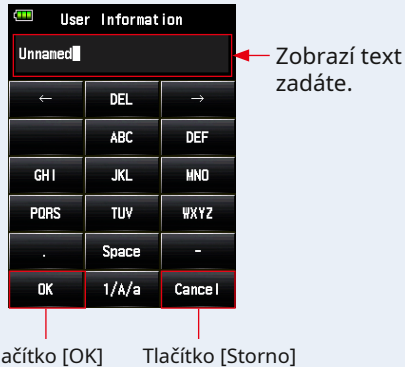 User Information
Unnamed
Zobrazí text
zadáte.
← DEL →
ABC DEF
GHI JKL MNO
PQRS TUV WXYZ
. Space -
OK 1/A/a Cancel
ačítko [OK] Tlačítko [Storno]